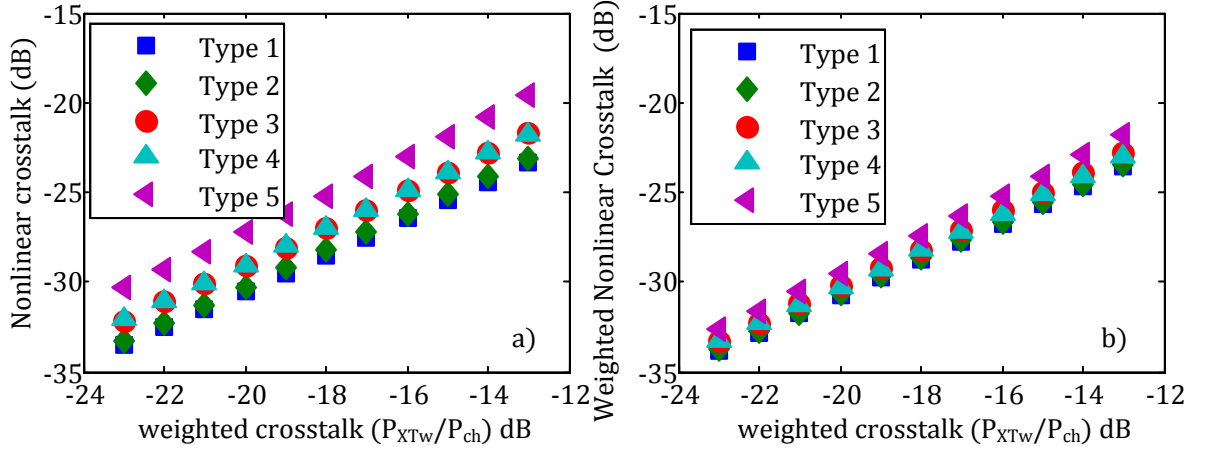 Nonlinear crosstalk (dB)
-15
-20
-25
-30
-35
Type 1
Type 2
Type 3
Type 4
Type 5
a)
-24 -22 -20 -18 -16 -14 -12
weighted crosstalk (PXTw/Pch) dB
Weighted Nonlinear Crosstalk (dB)
-15
-20
-25
-30
-35
Type 1
Type 2
Type 3
Type 4
Type 5
b)
-24 -22 -20 -18 -16 -14 -12
weighted crosstalk (PXTw/Pch) dB